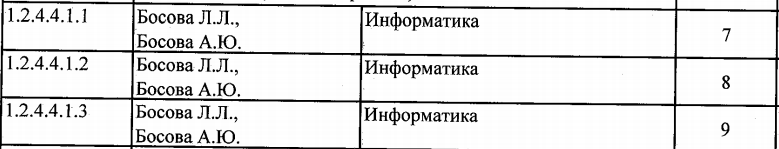 1.2.4.4.1.1 Босова Л.Л., Информатика 7
Босова А.Ю.
1.2.4.4.1.2 Босова Л.Л., Информатика 8
Босова А.Ю.
1.2.4.4.1.3 Босова Л.Л., Информатика 9
Босова А.Ю.